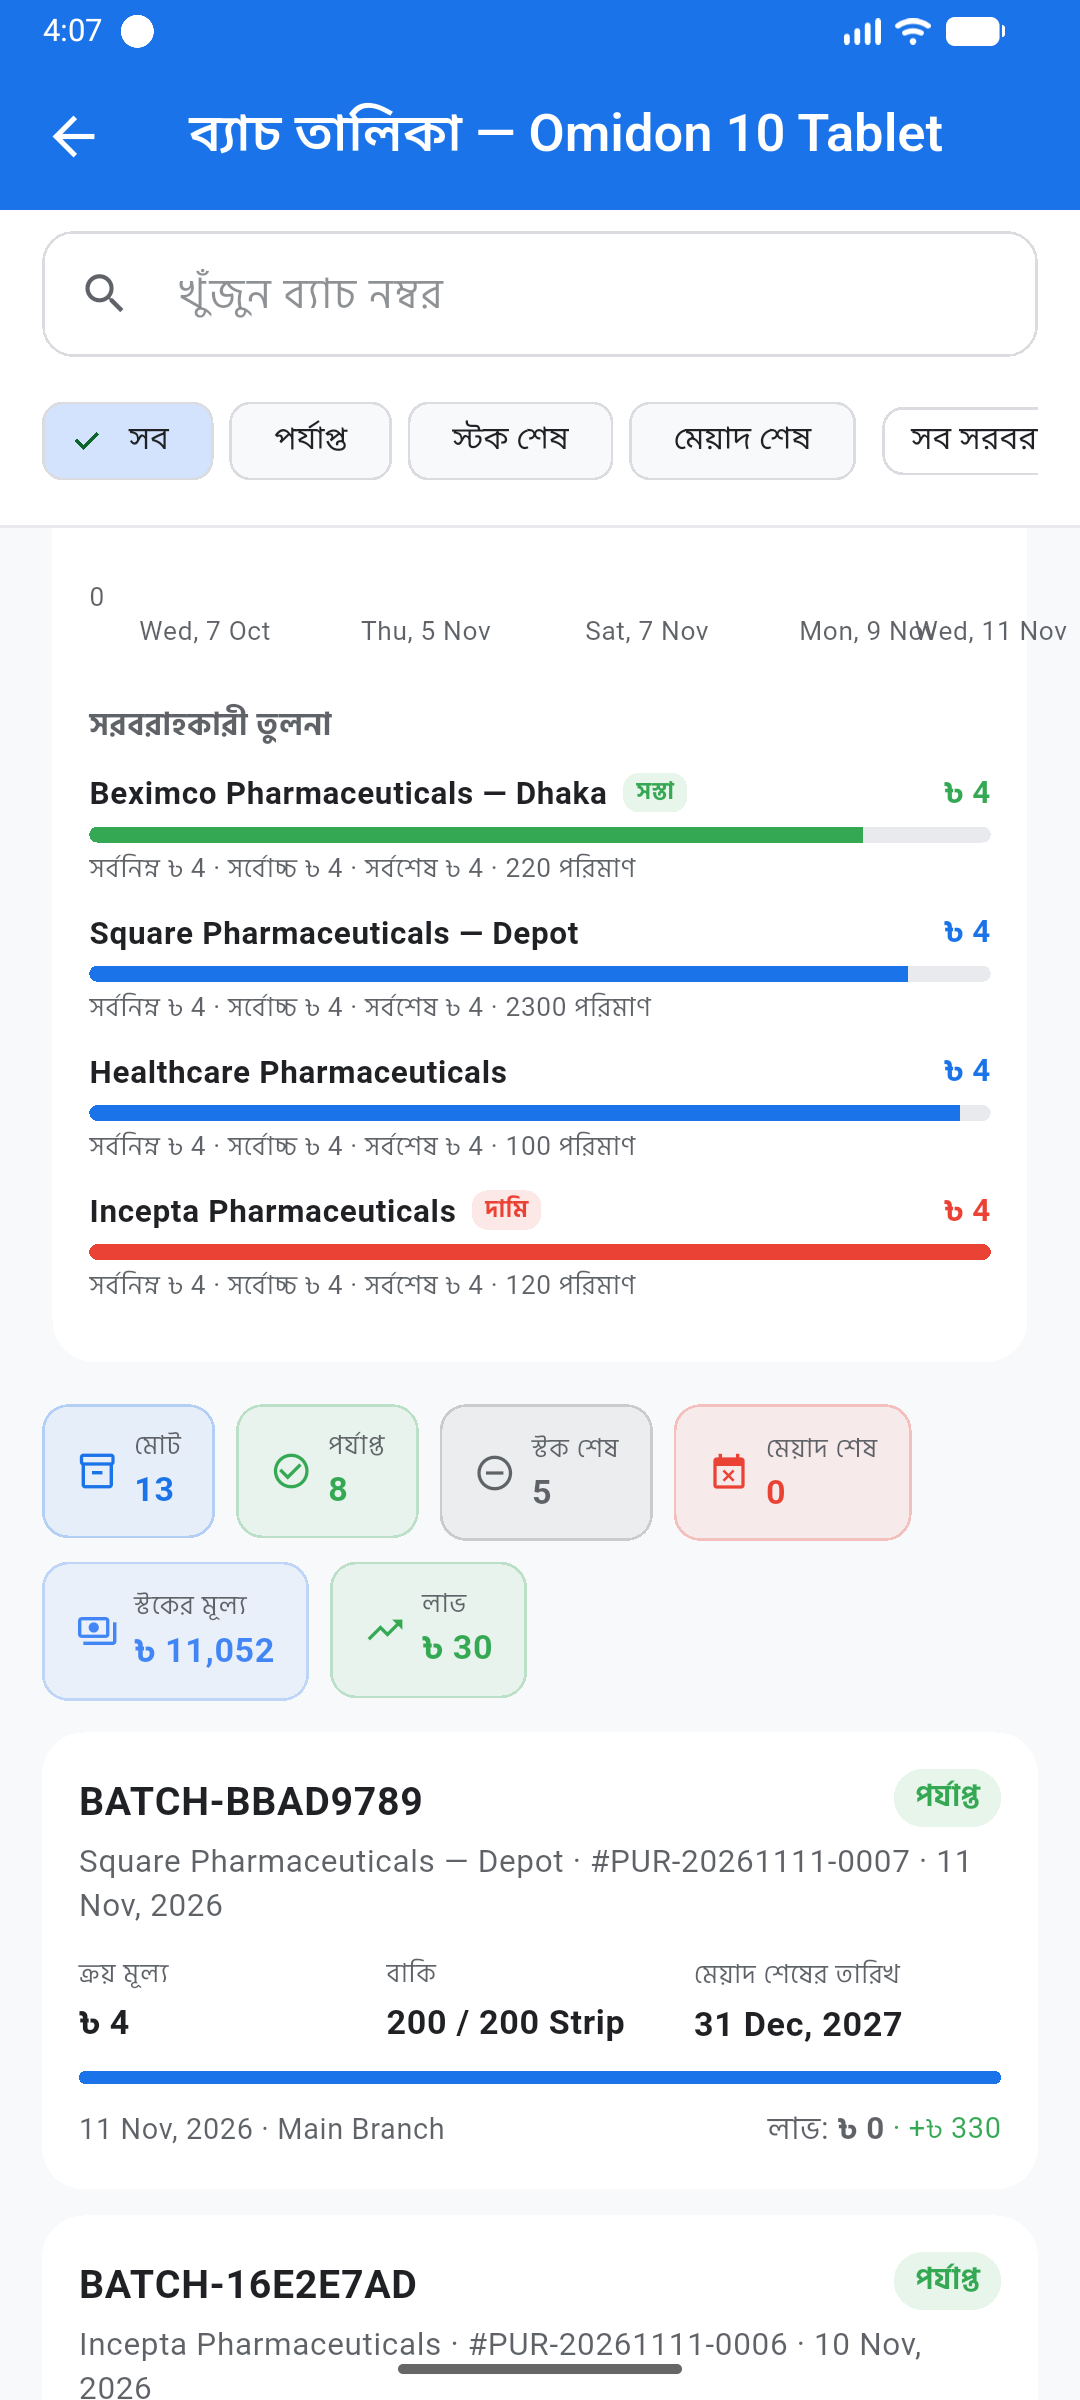 4:07
ব্যাচ তালিকা — Omidon 10 Tablet
খুঁজুন ব্যাচ নম্বর
সব
পর্যাপ্ত
স্টক শেষ
মেয়াদ শেষ
সব সরবর
0
Wed, 7 Oct
Thu, 5 Nov
Sat, 7 Nov
Mon, 9 Nov
Wed, 11 Nov
সরবরাহকারী তুলনা
Beximco Pharmaceuticals — Dhaka সস্তা ৳ 4
সর্বনিম্ন ৳ 4 · সর্বোচ্চ ৳ 4 · সর্বশেষ ৳ 4 · 220 পরিমাণ
Square Pharmaceuticals — Depot ৳ 4
সর্বনিম্ন ৳ 4 · সর্বোচ্চ ৳ 4 · সর্বশেষ ৳ 4 · 2300 পরিমাণ
Healthcare Pharmaceuticals ৳ 4
সর্বনিম্ন ৳ 4 · সর্বোচ্চ ৳ 4 · সর্বশেষ ৳ 4 · 100 পরিমাণ
Incepta Pharmaceuticals দামি ৳ 4
সর্বনিম্ন ৳ 4 · সর্বোচ্চ ৳ 4 · সর্বশেষ ৳ 4 · 120 পরিমাণ
মোট
13
পর্যাপ্ত
8
স্টক শেষ
5
মেয়াদ শেষ
0
স্টকের মূল্য
৳ 11,052
লাভ
৳ 30
BATCH-BBAD9789
পর্যাপ্ত
Square Pharmaceuticals — Depot · #PUR-20261111-0007 · 11
Nov, 2026
ক্রয় মূল্য
৳ 4
বাকি
200 / 200 Strip
মেয়াদ শেষের তারিখ
31 Dec, 2027
11 Nov, 2026 · Main Branch
লাভ: ৳ 0 · +৳ 330
BATCH-16E2E7AD
পর্যাপ্ত
Incepta Pharmaceuticals · #PUR-20261111-0006 · 10 Nov,
2026